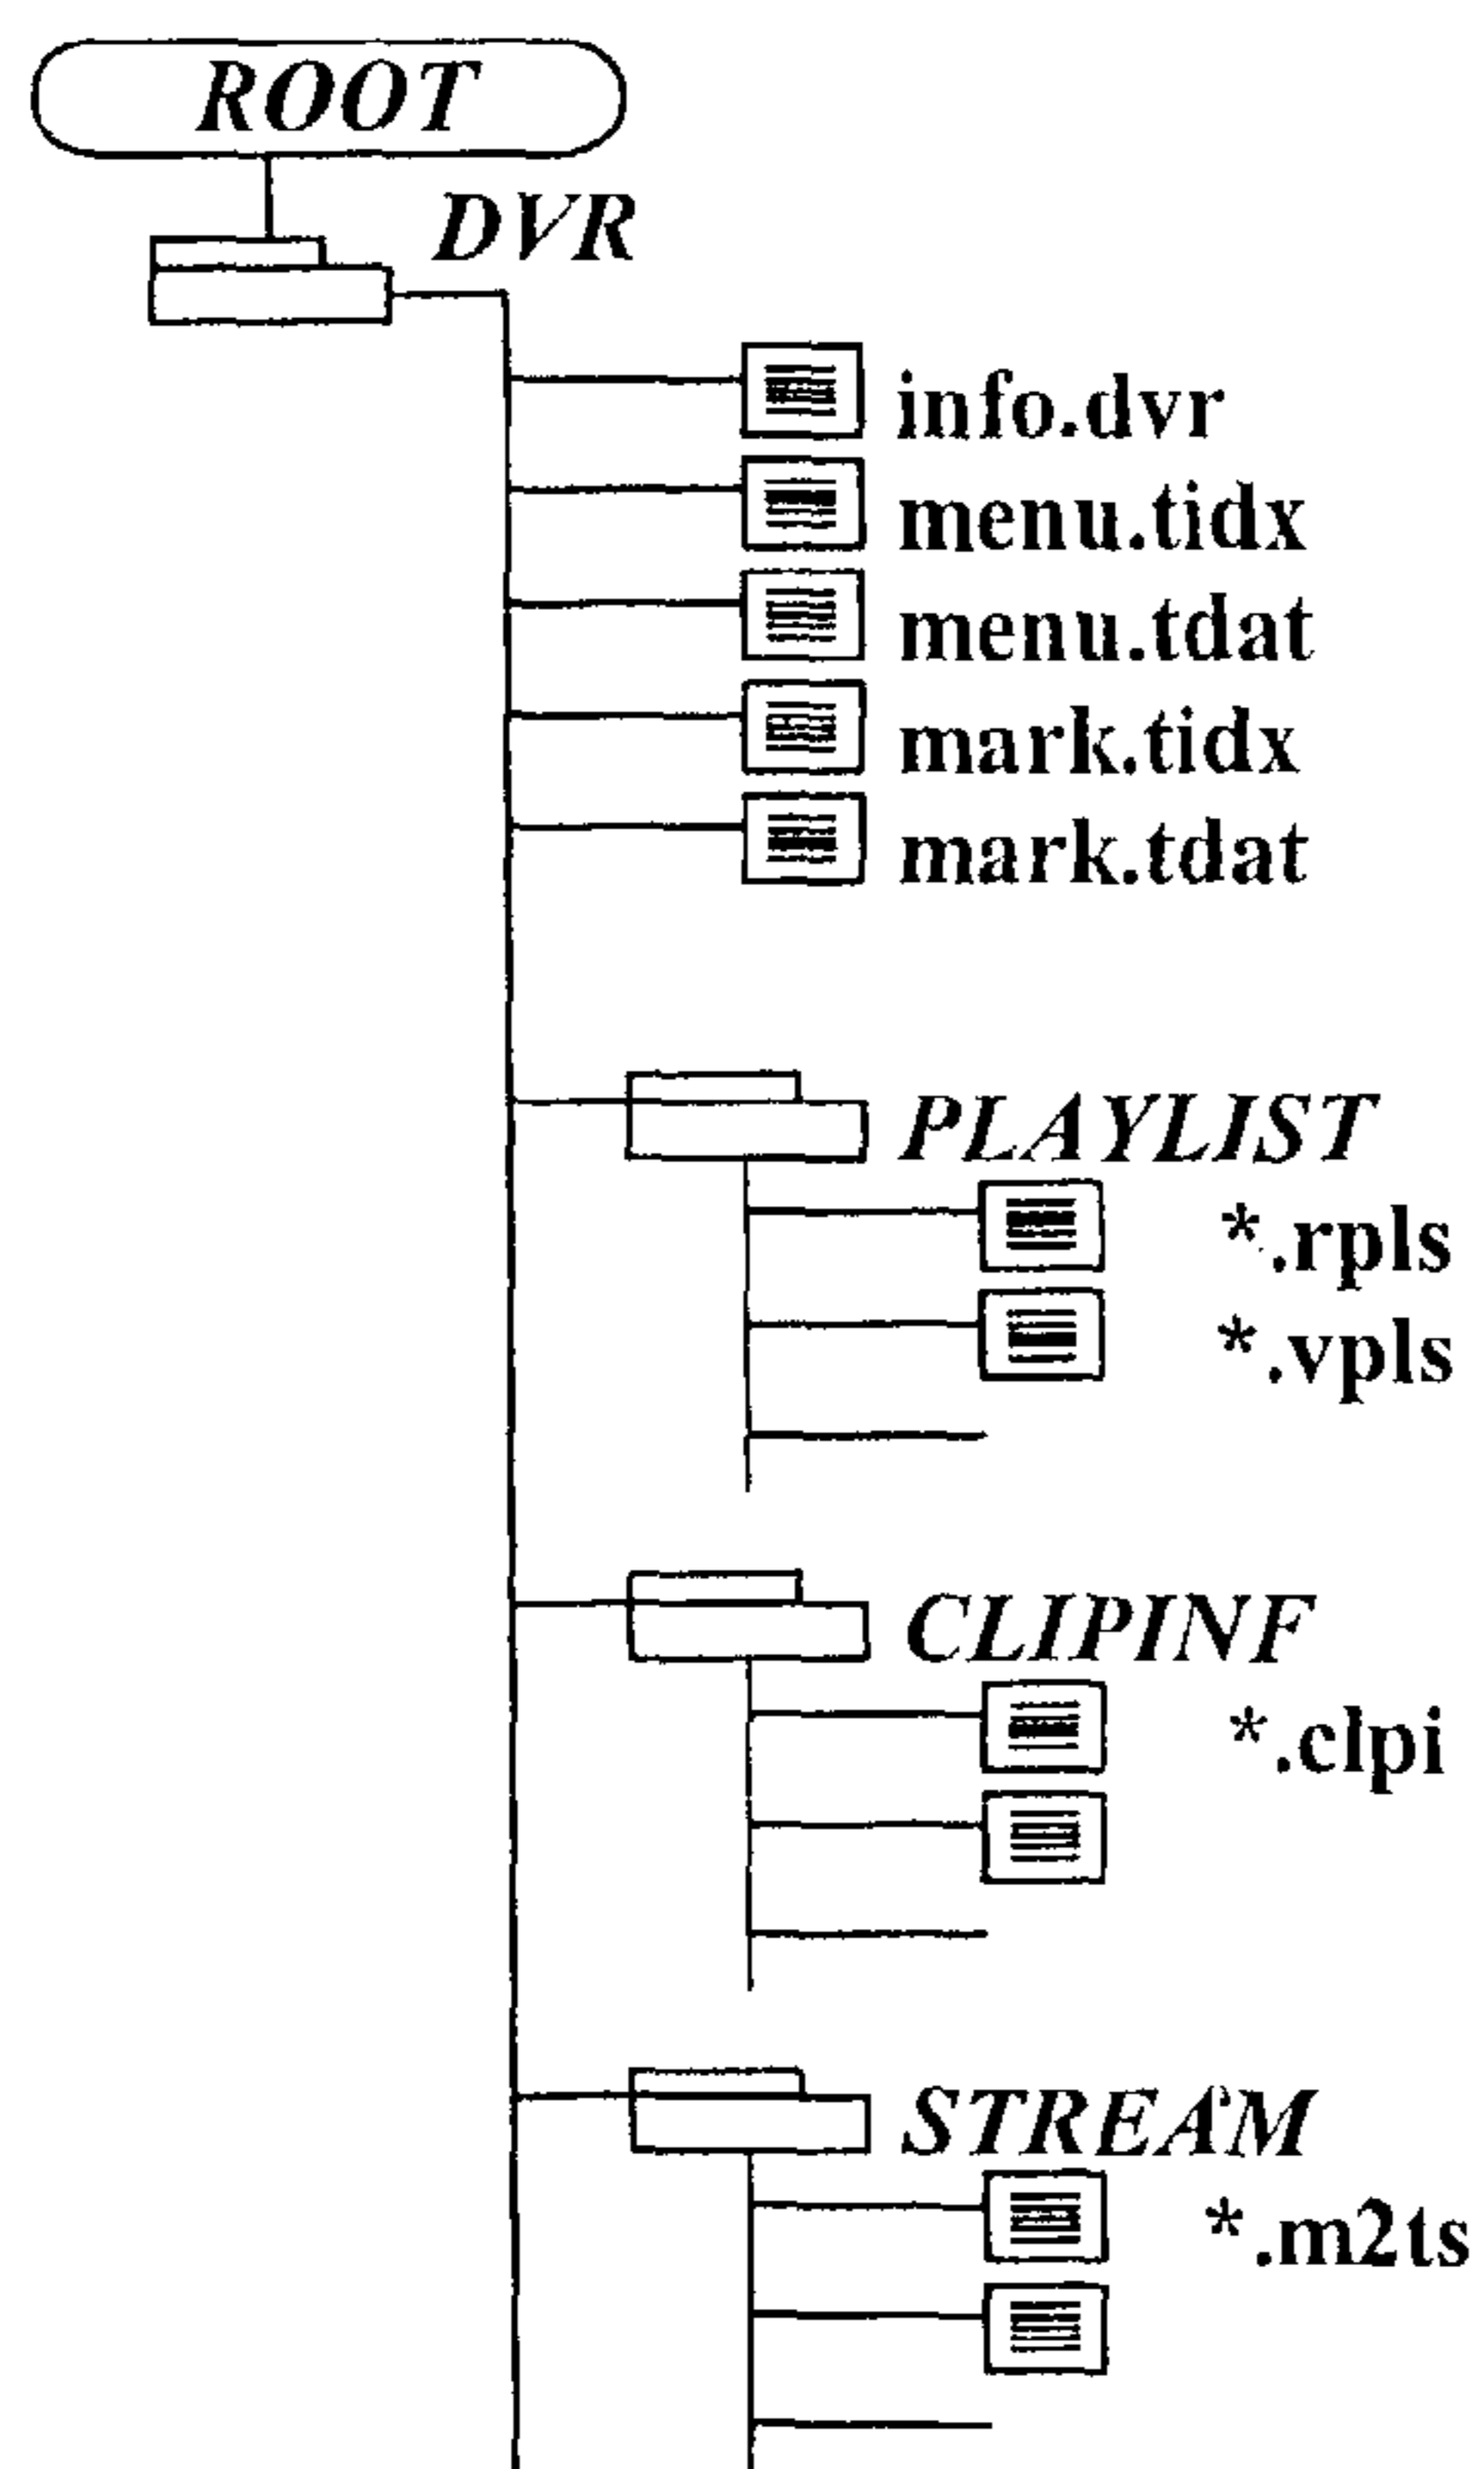 ROOT
DVR
info.dvr
menu.tidx
menu.tdat
mark.tidx
mark.tdat
PLAYLIST
*.rpls
*.vpls
CLIPINF
*.clpi
STREAM
*.m2ts